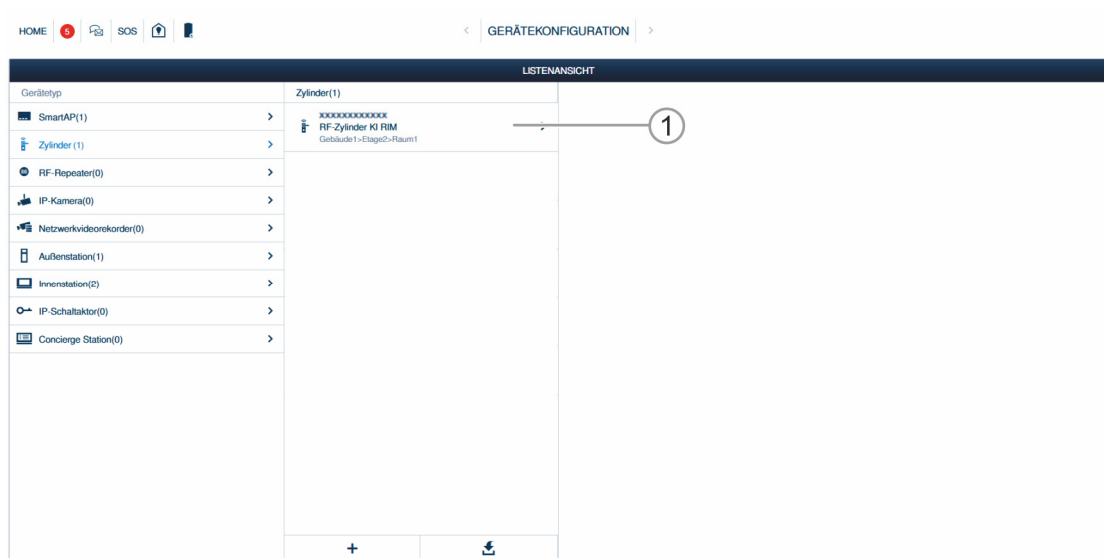 HOME 5 SOS GERÄTEKONFIGURATION
LISTENANSICHT
Gerätetyp
SmartAP(1)
Zylinder (1)
RF-Repeater(0)
IP-Kamera(0)
Netzwerkvideorekorder(0)
Außenstation(1)
Innenstation(2)
IP-Schaltaktor(0)
Concierge Station(0)
Zylinder(1)
xxxxxxxxxxxx
RF-Zylinder KI RIM
Gebäude1>Etage2>Raum1
1